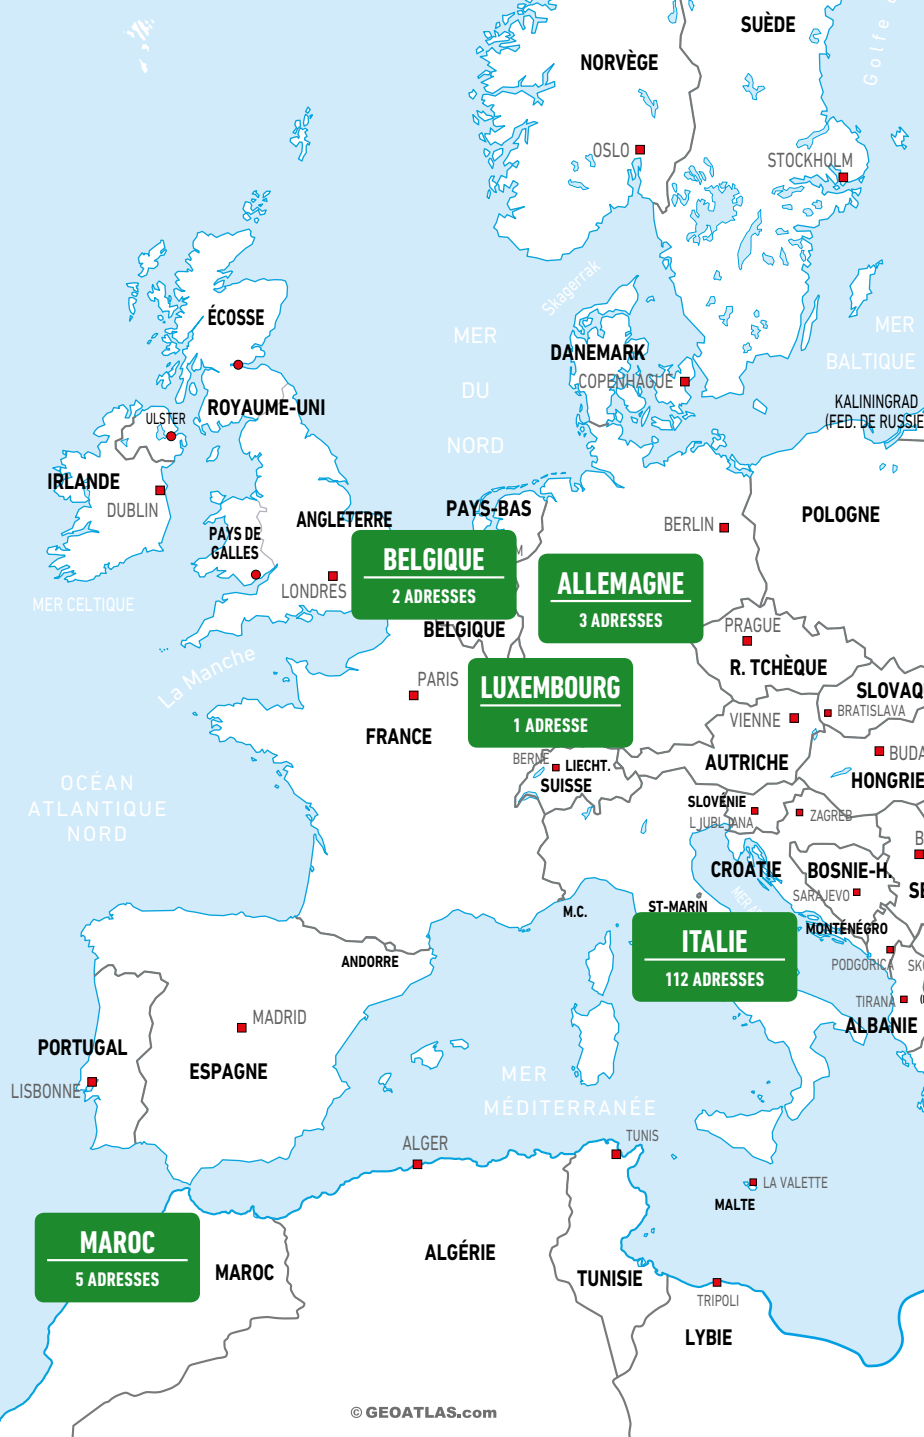 SUÈDE
Golfe
NORVÈGE
OSLO
STOCKHOLM
Skagerrak
ÉCOSSE
MER
DU
NORD
MER
BALTIQUE
DANEMARK
COPENHAGUE
KALININGRAD
(FED. DE RUSSIE
ROYAUME-UNI
ULSTER
IRLANDE
DUBLIN
PAYS-BAS
ANGLETERRE
BERLIN
POLOGNE
PAYS DE
GALLES
M
BELGIQUE
2 ADRESSES
ALLEMAGNE
3 ADRESSES
LONDRES
MER CELTIQUE
BELGIQUE
PRAGUE
La Manche
R. TCHÈQUE
PARIS
LUXEMBOURG
1 ADRESSE
SLOVAQ
BRATISLAVA
VIENNE
FRANCE
BERNE
LIECHT.
SUISSE
AUTRICHE
BUDA
HONGRIE
OCÉAN
ATLANTIQUE
NORD
SLOVÉNIE
LJUBLJANA
ZAGREB
B
CROATIE
BOSNIE-H.
SARAJEVO
SE
MER A
M.C.
ST-MARIN
ITALIE
112 ADRESSES
MONTÉNÉGRO
PODGORICA
SKO
ANDORRE
TIRANA
(
ALBANIE
MADRID
PORTUGAL
ESPAGNE
LISBONNE
MER
MÉDITERRANÉE
ALGER
TUNIS
LA VALETTE
MALTE
MAROC
5 ADRESSES
MAROC
ALGÉRIE
TUNISIE
TRIPOLI
LYBIE
© GEOATLAS.com